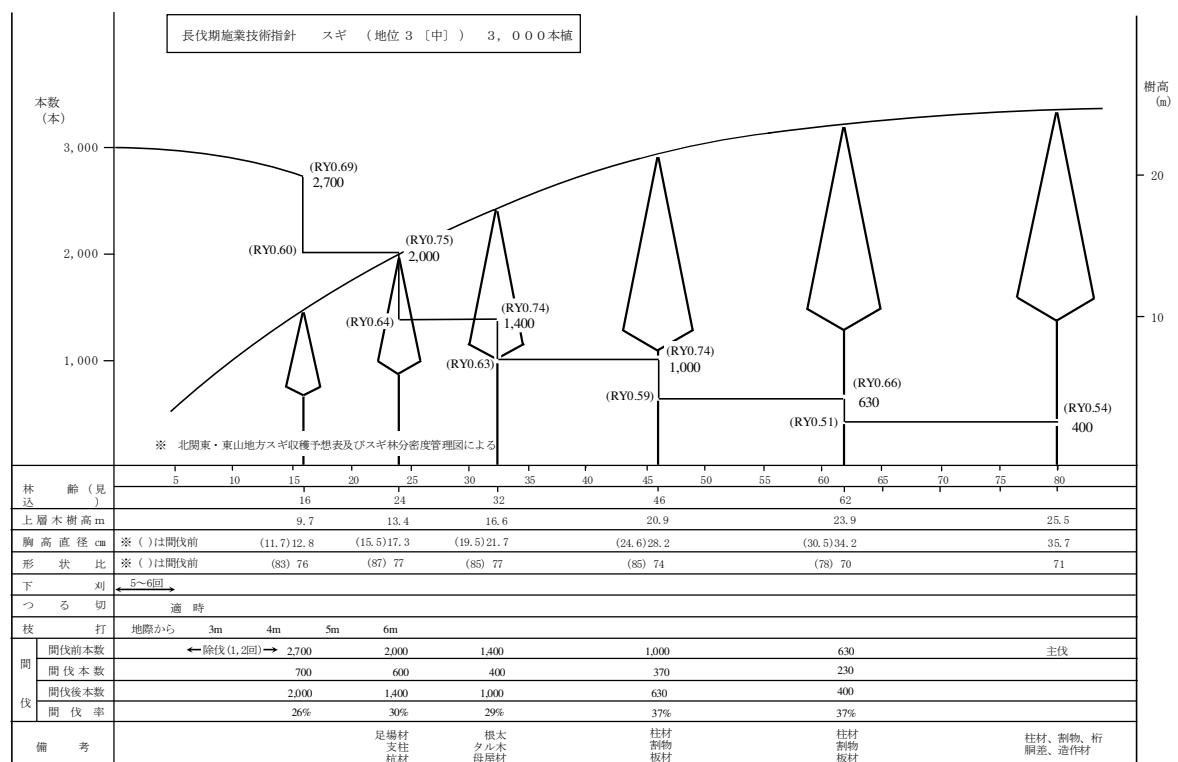 長伐期施業技術指針　　スギ　（地位３〔中〕）　３，０００本植
本数
（本）
樹高
(m)
3,000
2,000
1,000
20
10
(RY0.69)
2,700
(RY0.60)
(RY0.75)
2,000
(RY0.64)
(RY0.74)
1,400
(RY0.63)
(RY0.74)
1,000
(RY0.59)
(RY0.66)
630
(RY0.51)
(RY0.54)
400
※　北関東・東山地方スギ収穫予想表及びスギ林分密度管理図による
5 10 15 20 25 30 35 40 45 50 55 60 65 70 75 80
林　　齢（見
込　　　　）
16 24 32 46 62
上層木樹高ｍ 9.7 13.4 16.6 20.9 23.9 25.5
胸高直径㎝ ※（ ）は間伐前 (11.7)12.8 (15.5)17.3 (19.5)21.7 (24.6)28.2 (30.5)34.2 35.7
形　状　比 ※（ ）は間伐前 (83) 76 (87) 77 (85) 77 (85) 74 (78) 70 71
下　　　刈 5～6回
つ　る　切 適　時
枝　　　打 地際から 3m 4m 5m 6m
間伐
間伐前本数 除伐(1,2回) 2,700 2,000 1,400 1,000 630 主伐
間伐本数 700 600 400 370 230
間伐後本数 2,000 1,400 1,000 630 400
間　伐　率 26% 30% 29% 37% 37%
備　　考
足場材
支柱
杭材
根太
タル木
母屋材
柱材
割物
板材
柱材
割物
板材
柱材、割物、桁
胴差、造作材